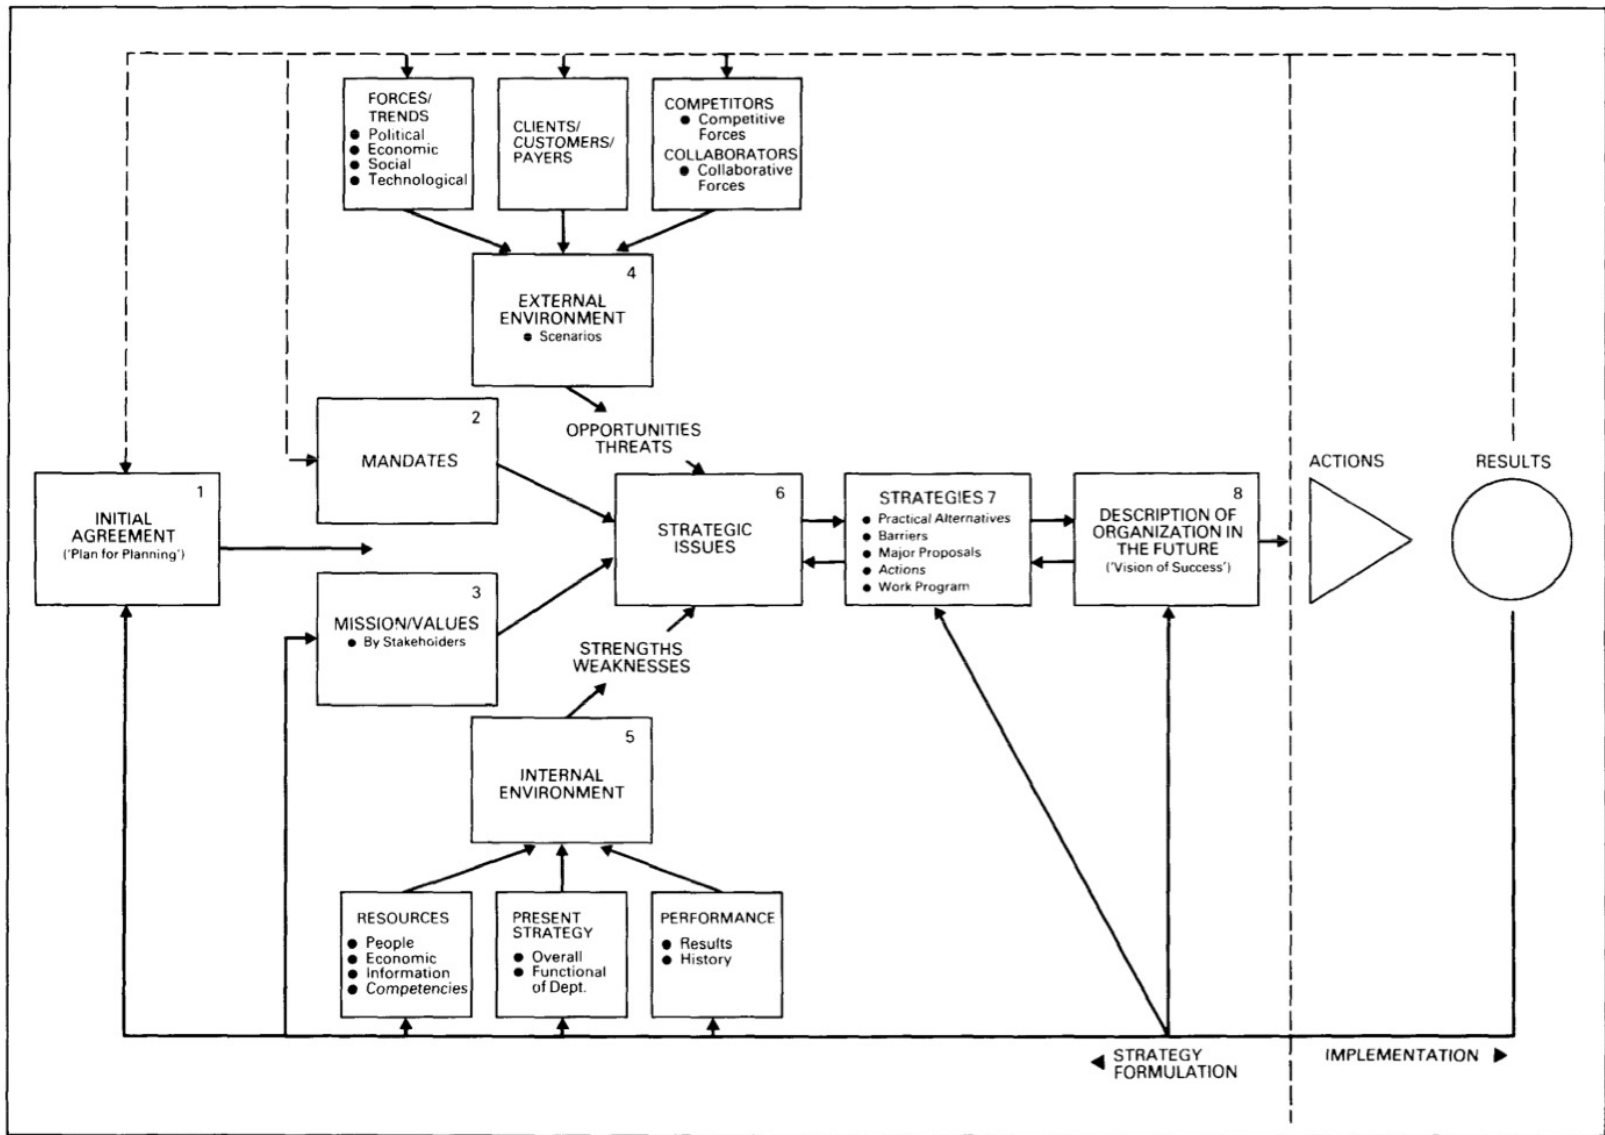 FORCES/
TRENDS
● Political
● Economic
● Social
● Technological
CLIENTS/
CUSTOMERS/
PAYERS
COMPETITORS
● Competitive
Forces
COLLABORATORS
● Collaborative
Forces
4
EXTERNAL
ENVIRONMENT
● Scenarios
OPPORTUNITIES
THREATS
2
MANDATES
1
INITIAL
AGREEMENT
('Plan for Planning')
3
MISSION/VALUES
● By Stakeholders
6
STRATEGIC
ISSUES
STRATEGIES 7
● Practical Alternatives
● Barriers
● Major Proposals
● Actions
● Work Program
8
DESCRIPTION OF
ORGANIZATION IN
THE FUTURE
('Vision of Success')
ACTIONS
RESULTS
STRENGTHS
WEAKNESSES
5
INTERNAL
ENVIRONMENT
RESOURCES
● People
● Economic
● Information
● Competencies
PRESENT
STRATEGY
● Overall
● Functional
of Dept.
PERFORMANCE
● Results
● History
◀ STRATEGY
FORMULATION
IMPLEMENTATION ▶